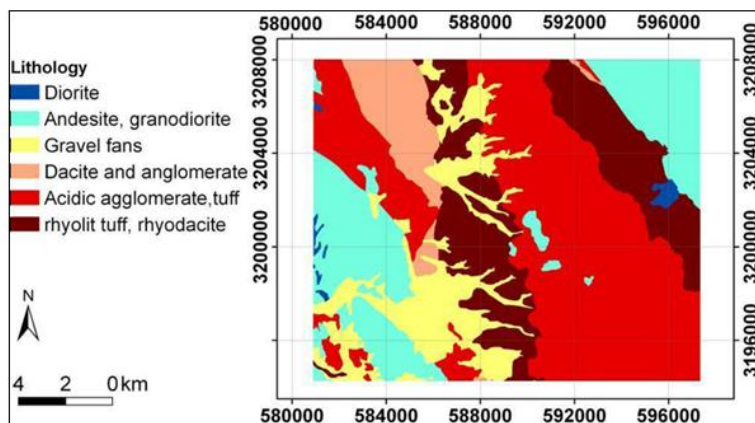 580000 584000 588000 592000 596000
3208000
3204000
3200000
3196000
Lithology
Diorite
Andesite, granodiorite
Gravel fans
Dacite and anglomerate
Acidic agglomerate,tuff
rhyolit tuff, rhyodacite
N
4 2 0 km
3208000
3204000
3200000
3196000
580000 584000 588000 592000 596000